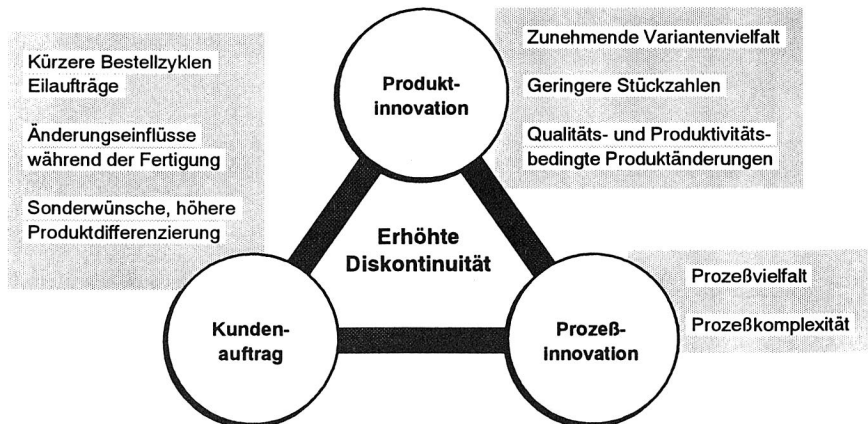 Kürzere Bestellzyklen
Eilaufträge
Änderungseinflüsse
während der Fertigung
Sonderwünsche, höhere
Produktdifferenzierung
Produkt-
innovation
Zunehmende Variantenvielfalt
Geringere Stückzahlen
Qualitäts- und Produktivitäts-
bedingte Produktänderungen
Erhöhte
Diskontinuität
Kunden-
auftrag
Prozeß-
innovation
Prozeßvielfalt
Prozeßkomplexität